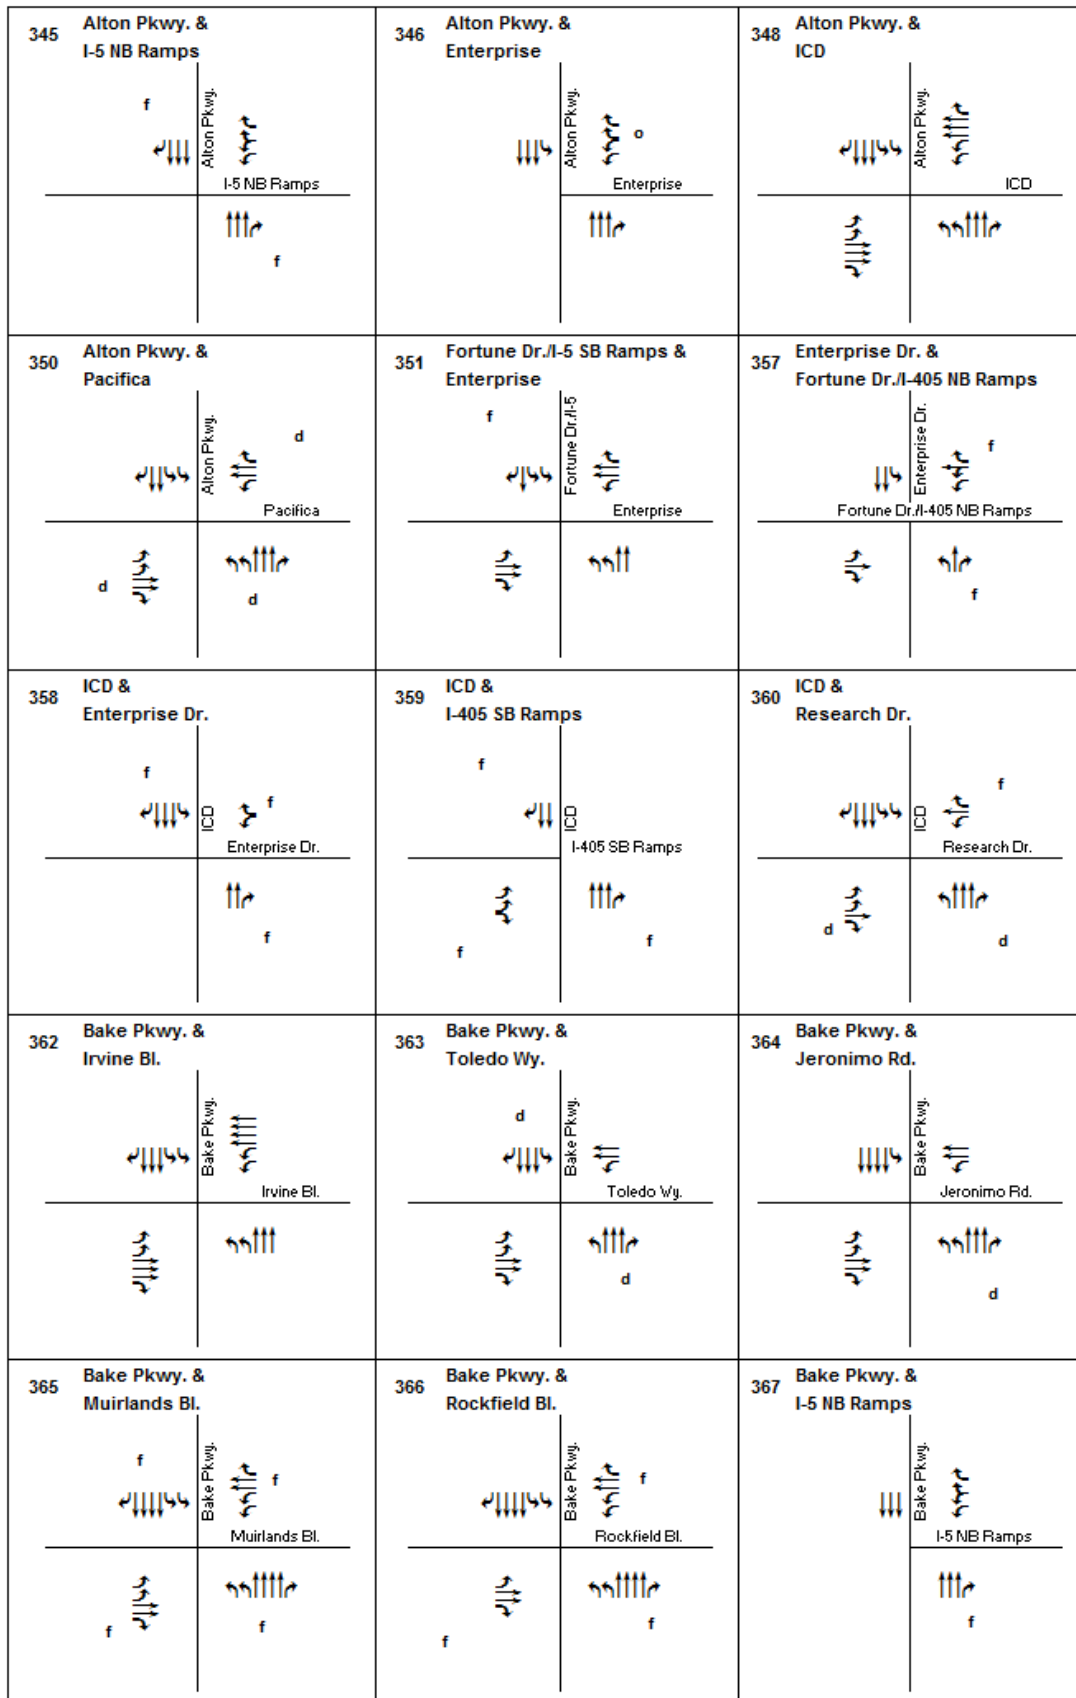 345 Alton Pkwy. &
I-5 NB Ramps
f
Alton Pkwy.
I-5 NB Ramps
f
346 Alton Pkwy. &
Enterprise
Alton Pkwy.
o
Enterprise
348 Alton Pkwy. &
ICD
Alton Pkwy.
ICD
350 Alton Pkwy. &
Pacifica
Alton Pkwy.
d
Pacifica
d
d
351 Fortune Dr./I-5 SB Ramps &
Enterprise
f
Fortune Dr./I-5
Enterprise
357 Enterprise Dr. &
Fortune Dr./I-405 NB Ramps
Enterprise Dr.
f
Fortune Dr./I-405 NB Ramps
f
358 ICD &
Enterprise Dr.
f
ICD
f
Enterprise Dr.
f
359 ICD &
I-405 SB Ramps
f
ICD
I-405 SB Ramps
f
f
360 ICD &
Research Dr.
f
ICD
Research Dr.
d
d
362 Bake Pkwy. &
Irvine Bl.
Bake Pkwy.
Irvine Bl.
363 Bake Pkwy. &
Toledo Wy.
d
Bake Pkwy.
Toledo Wy.
d
364 Bake Pkwy. &
Jeronimo Rd.
Bake Pkwy.
Jeronimo Rd.
d
365 Bake Pkwy. &
Muirlands Bl.
f
Bake Pkwy.
f
Muirlands Bl.
f
f
366 Bake Pkwy. &
Rockfield Bl.
Bake Pkwy.
f
Rockfield Bl.
f
f
367 Bake Pkwy. &
I-5 NB Ramps
Bake Pkwy.
I-5 NB Ramps
f